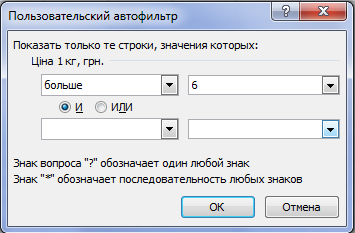 Пользовательский автофильтр
Показать только те строки, значения которых:
Ціна 1 кг, грн.
больше 6
И ИЛИ
Знак вопроса "?" обозначает один любой знак
Знак "*" обозначает последовательность любых знаков
ОК Отмена